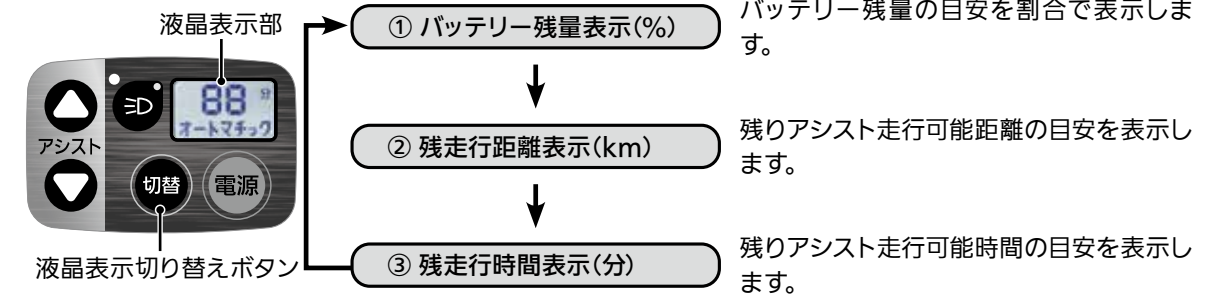 液晶表示部
アシスト
88 分
オートマチック
切替
電源
液晶表示切り替えボタン
① バッテリー残量表示(%)
バッテリー残量の目安を割合で表示しま
す。
② 残走行距離表示(km)
残りアシスト走行可能距離の目安を表示し
ます。
③ 残走行時間表示(分)
残りアシスト走行可能時間の目安を表示し
ます。